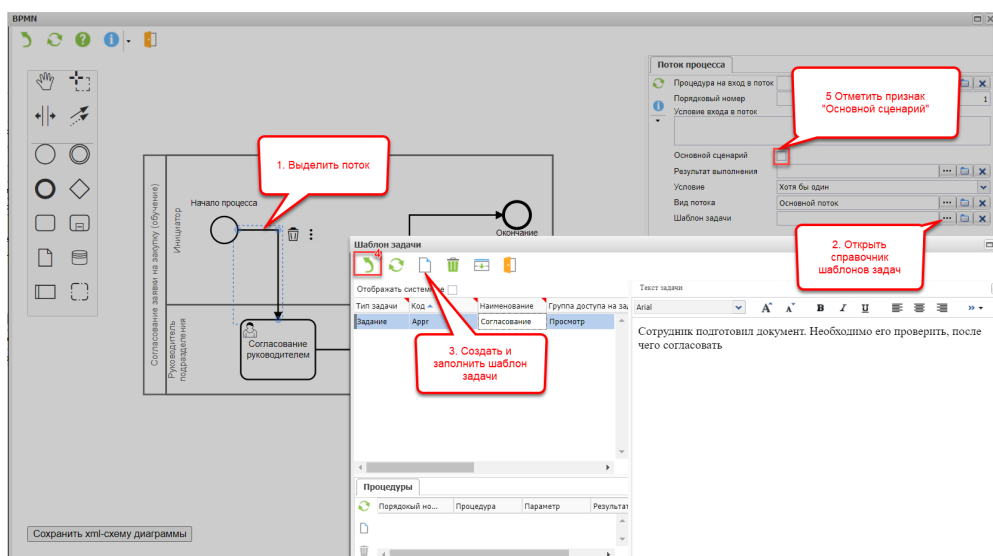 BPMN
Поток процесса
Процедура на вход в поток
Порядковый номер
1
Условие входа в поток
5 Отметить признак
"Основной сценарий"
Основной сценарий
Результат выполнения
Условие
Хотя бы один
Вид потока
Основной поток
Шаблон задачи
1. Выделить поток
2. Открыть
справочник
шаблонов задач
Согласование заявки на закупку (обучение)
Инициатор
Руководитель
подразделения
Начало процесса
Окончание
Согласование
руководителем
Шаблон задачи
4
Отображать системные
Тип задачи
Код
Наименование
Группа доступа на за
Задание
Appr
Согласование
Просмотр
3. Создать и
заполнить шаблон
задачи
Текст задачи
Arial
A
A
B
I
U
Сотрудник подготовил документ. Необходимо его проверить, после
чего согласовать
Процедуры
Порядокый но...
Процедура
Параметр
Результат
Сохранить xml-схему диаграммы